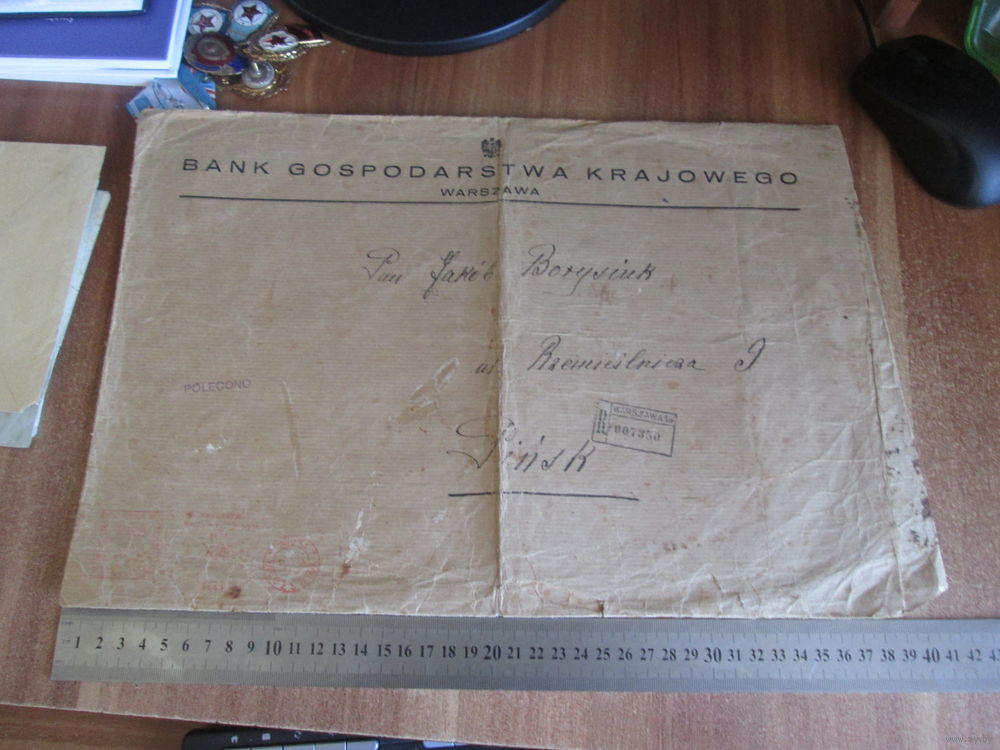 BANK GOSPODARSTWA KRAJOWEGO
WARSZAWA
Pan Jakób Borysiuk
ul Rzemieślnicza 9
POLECONO
WARSZAWA
R 007350
Pińsk
1 2 3 4 5 6 7 8 9 10 11 12 13 14 15 16 17 18 19 20 21 22 23 24 25 26 27 28 29 30 31 32 33 34 35 36 37 38 39 40 41 42